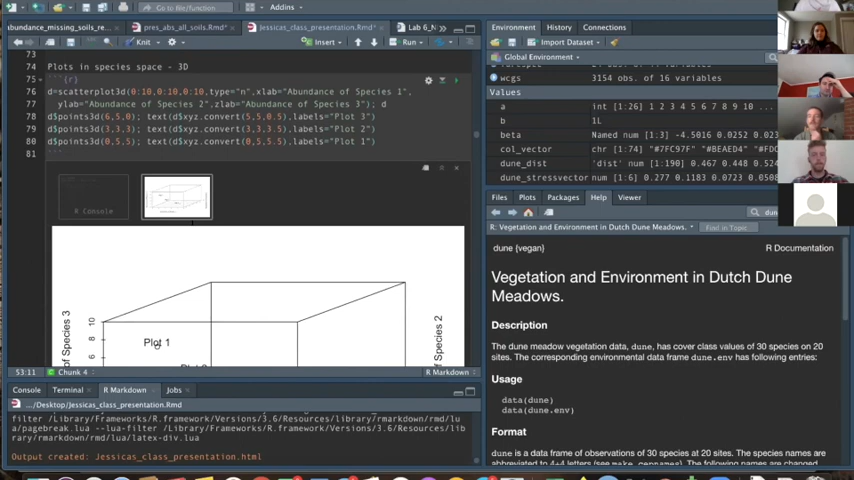 Go to file/function
Addins
abundance_missing_soils_re...
pres_abs_all_soils.Rmd*
Jessicas_class_presentation.Rmd*
Lab 6_N
Knit
Insert
Run
73
74 Plots in species space - 3D
75 ```{r}
76 d=scatterplot3d(0:10,0:10,0:10,type="n",xlab="Abundance of Species 1",
77 ylab="Abundance of Species 2",zlab="Abundance of Species 3"); d
78 d$points3d(6,5,0); text(d$xyz.convert(5,5,0.5),labels="Plot 3")
79 d$points3d(3,3,3); text(d$xyz.convert(3,3,3.5),labels="Plot 2")
80 d$points3d(0,5,5); text(d$xyz.convert(0,5,5.5),labels="Plot 1")
81 ```
R Console
of Species 3
10
8
6
Plot 1
of Species 2
53:11
Chunk 4
R Markdown
Console
Terminal
R Markdown
Jobs
.../Desktop/Jessicas_class_presentation.Rmd
filter /Library/Frameworks/R.framework/Versions/3.6/Resources/library/rmarkdown/rmd/lu
a/pagebreak.lua --lua-filter /Library/Frameworks/R.framework/Versions/3.6/Resources/lib
rary/rmarkdown/rmd/lua/latex-div.lua
Output created: Jessicas_class_presentation.html
Environment
History
Connections
Import Dataset
Global Environment
wcgs 3154 obs. of 16 variables
Values
a int [1:26] 1 2 3 4 5 6 7 8 9 10 ...
b 1L
beta Named num [1:3] -4.5016 0.0252 0.023
col_vector chr [1:74] "#7FC97F" "#BEAED4" "#FDC
dune_dist 'dist' num [1:190] 0.467 0.448 0.524
dune_stressvector num [1:6] 0.277 0.1183 0.0723 0.0508
Files
Plots
Packages
Help
Viewer
dun
R: Vegetation and Environment in Dutch Dune Meadows.
Find in Topic
dune {vegan}
R Documentation
Vegetation and Environment in Dutch Dune
Meadows.
Description
The dune meadow vegetation data, dune, has cover class values of 30 species on 20
sites. The corresponding environmental data frame dune.env has following entries:
Usage
data(dune)
data(dune.env)
Format
dune is a data frame of observations of 30 species at 20 sites. The species names are
abbreviated to 4+4 letters (see make.cepnames). The following names are changed